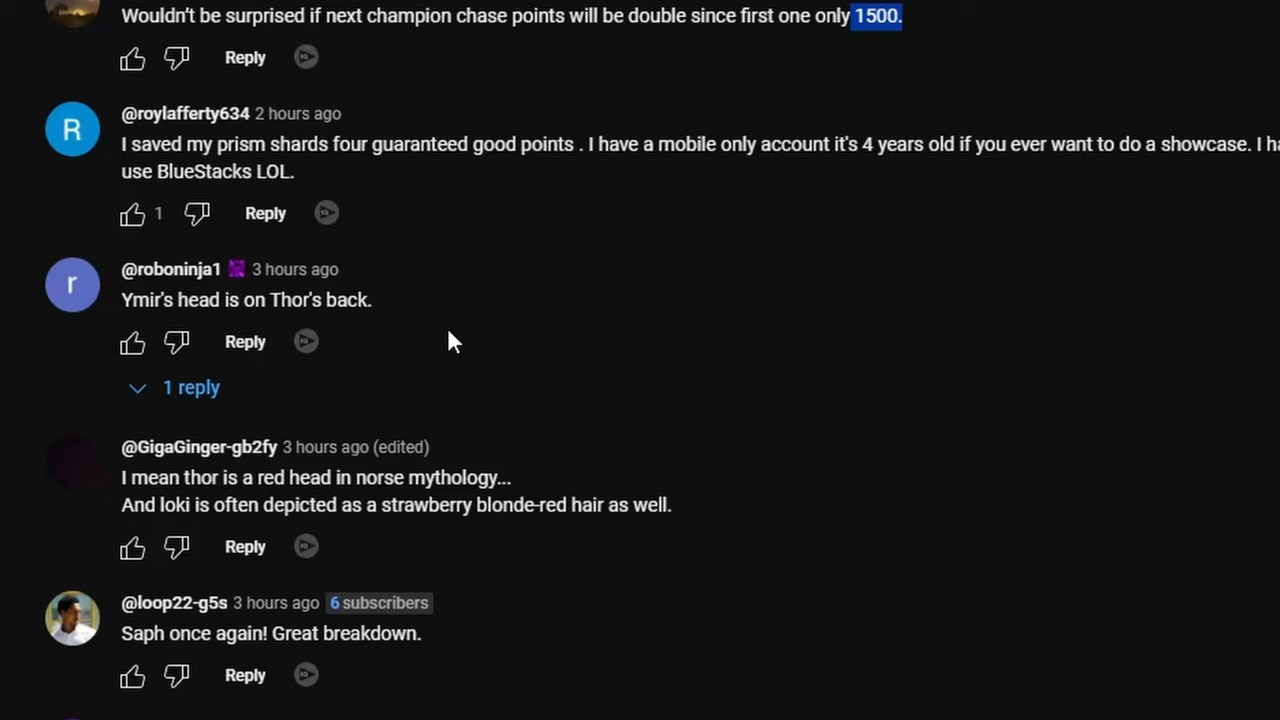 Wouldn't be surprised if next champion chase points will be double since first one only 1500.
Reply
@roylafferty634 2 hours ago
R
I saved my prism shards four guaranteed good points . I have a mobile only account it's 4 years old if you ever want to do a showcase. I ha
use BlueStacks LOL.
1 Reply
@roboninja1 3 hours ago
r
Ymir's head is on Thor's back.
Reply
1 reply
@GigaGinger-gb2fy 3 hours ago (edited)
I mean thor is a red head in norse mythology...
And loki is often depicted as a strawberry blonde-red hair as well.
Reply
@loop22-g5s 3 hours ago 6 subscribers
Saph once again! Great breakdown.
Reply